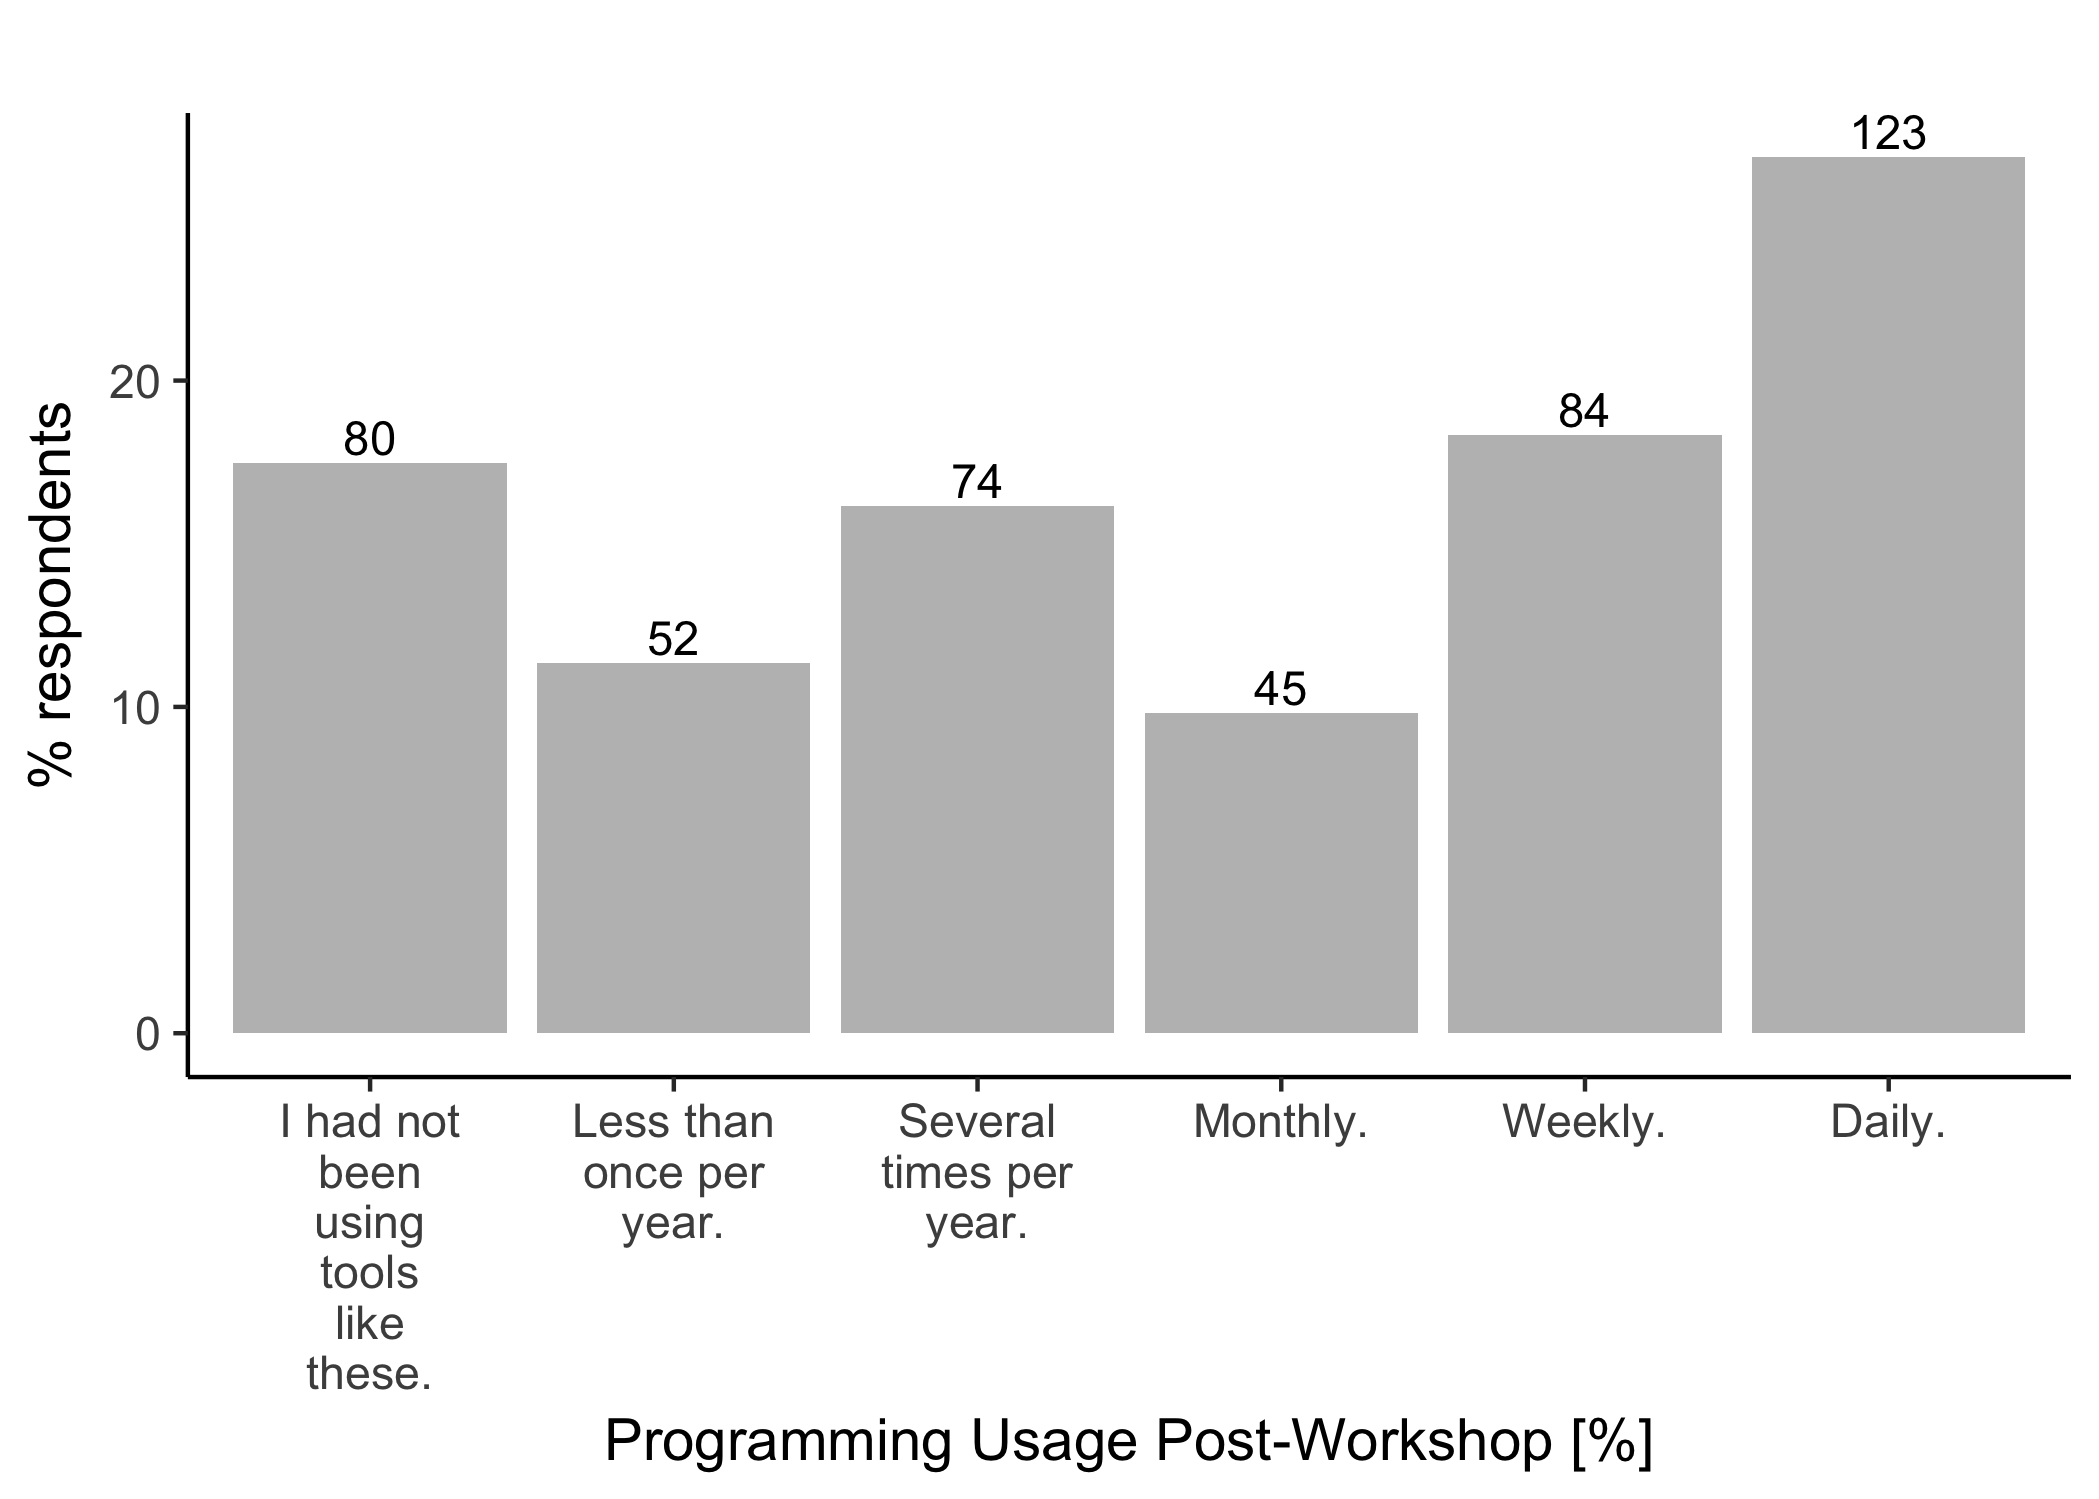 % respondents
20
10
0
80
52
74
45
84
123
I had not
been
using
tools
like
these.
Less than
once per
year.
Several
times per
year.
Monthly.
Weekly.
Daily.
Programming Usage Post-Workshop [%]